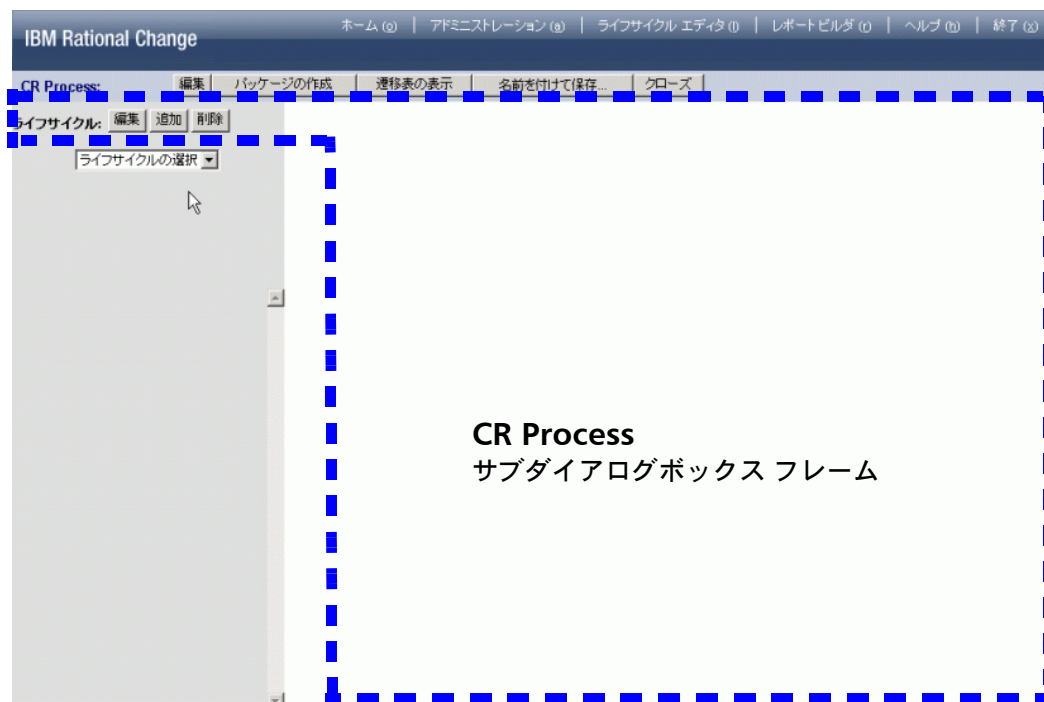 IBM Rational Change
ホーム (o) | アドミニストレーション (a) | ライフサイクル エディタ (l) | レポートビルダ (r) | ヘルプ (h) | 終了 (x)
CR Process: 編集 パッケージの作成 遷移表の表示 名前を付けて保存... クローズ
ライフサイクル: 編集 追加 削除
ライフサイクルの選択
CR Process
サブダイアログボックス フレーム